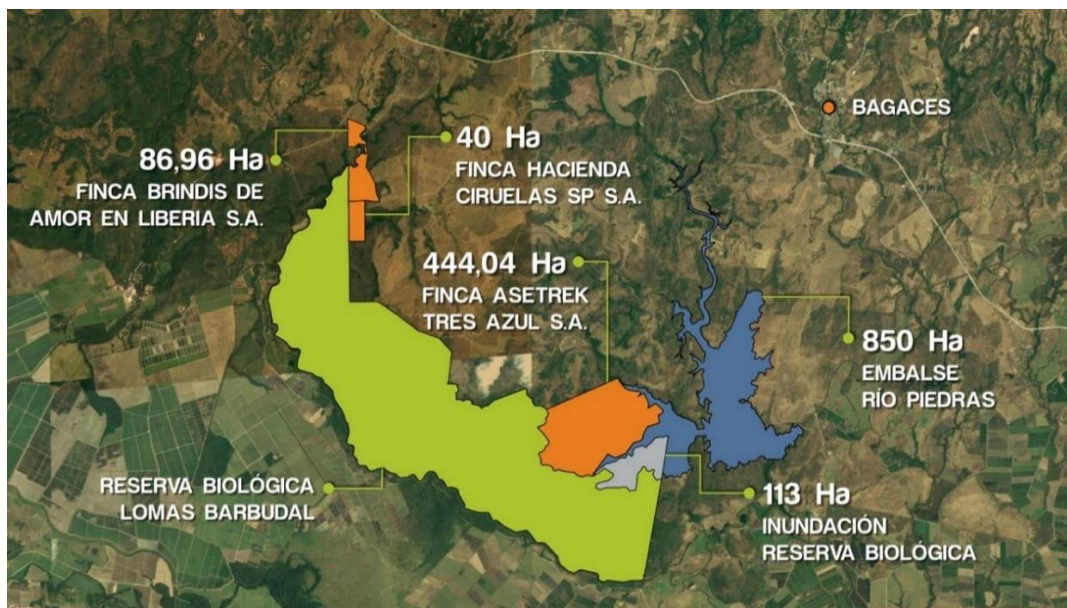 BAGACES
86,96 Ha
FINCA BRINDIS DE
AMOR EN LIBERIA S.A.
40 Ha
FINCA HACIENDA
CIRUELAS SP S.A.
444,04 Ha
FINCA ASETREK
TRES AZUL S.A.
850 Ha
EMBALSE
RÍO PIEDRAS
RESERVA BIOLÓGICA
LOMAS BARBUDAL
113 Ha
INUNDACIÓN
RESERVA BIOLÓGICA